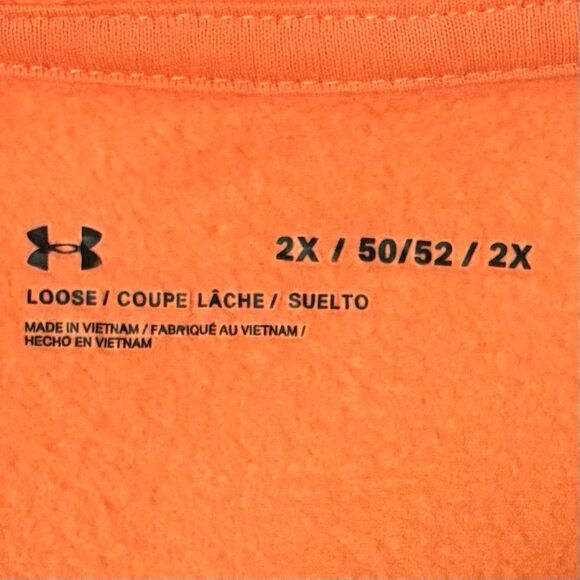 2X / 50/52 / 2X
LOOSE / COUPE LÂCHE / SUELTO
MADE IN VIETNAM / FABRIQUÉ AU VIETNAM /
HECHO EN VIETNAM